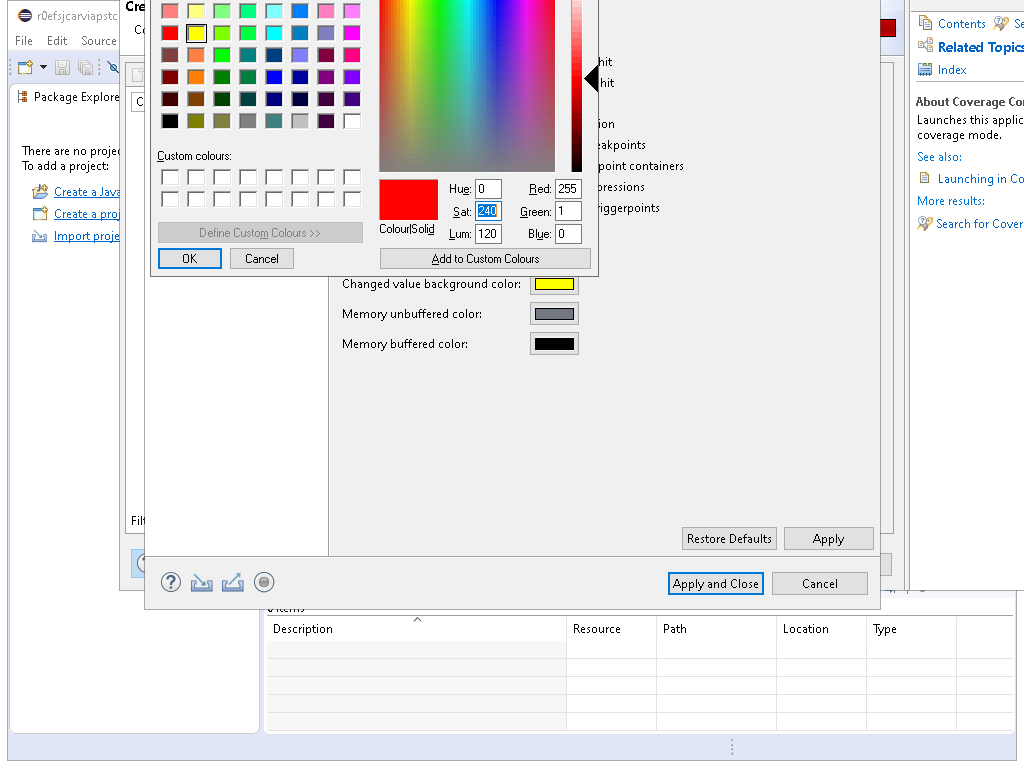 r0efsjcarviapstc
File Edit Source
Package Explore
There are no projec
To add a project:
Create a Java
Create a proj
Import proje
Cre
Custom colours:
Define Custom Colours >>
OK
Cancel
Colour|Solid
Hue: 0
Sat: 240
Lum: 120
Red: 255
Green: 1
Blue: 0
Add to Custom Colours
hit
hit
ion
eakpoints
point containers
pressions
riggerpoints
Changed value background color:
Memory unbuffered color:
Memory buffered color:
Restore Defaults
Apply
Apply and Close
Cancel
Filt
Contents
Se
Related Topics
Index
About Coverage Con
Launches this applic
coverage mode.
See also:
Launching in Co
More results:
Search for Cover
items
Description
Resource
Path
Location
Type